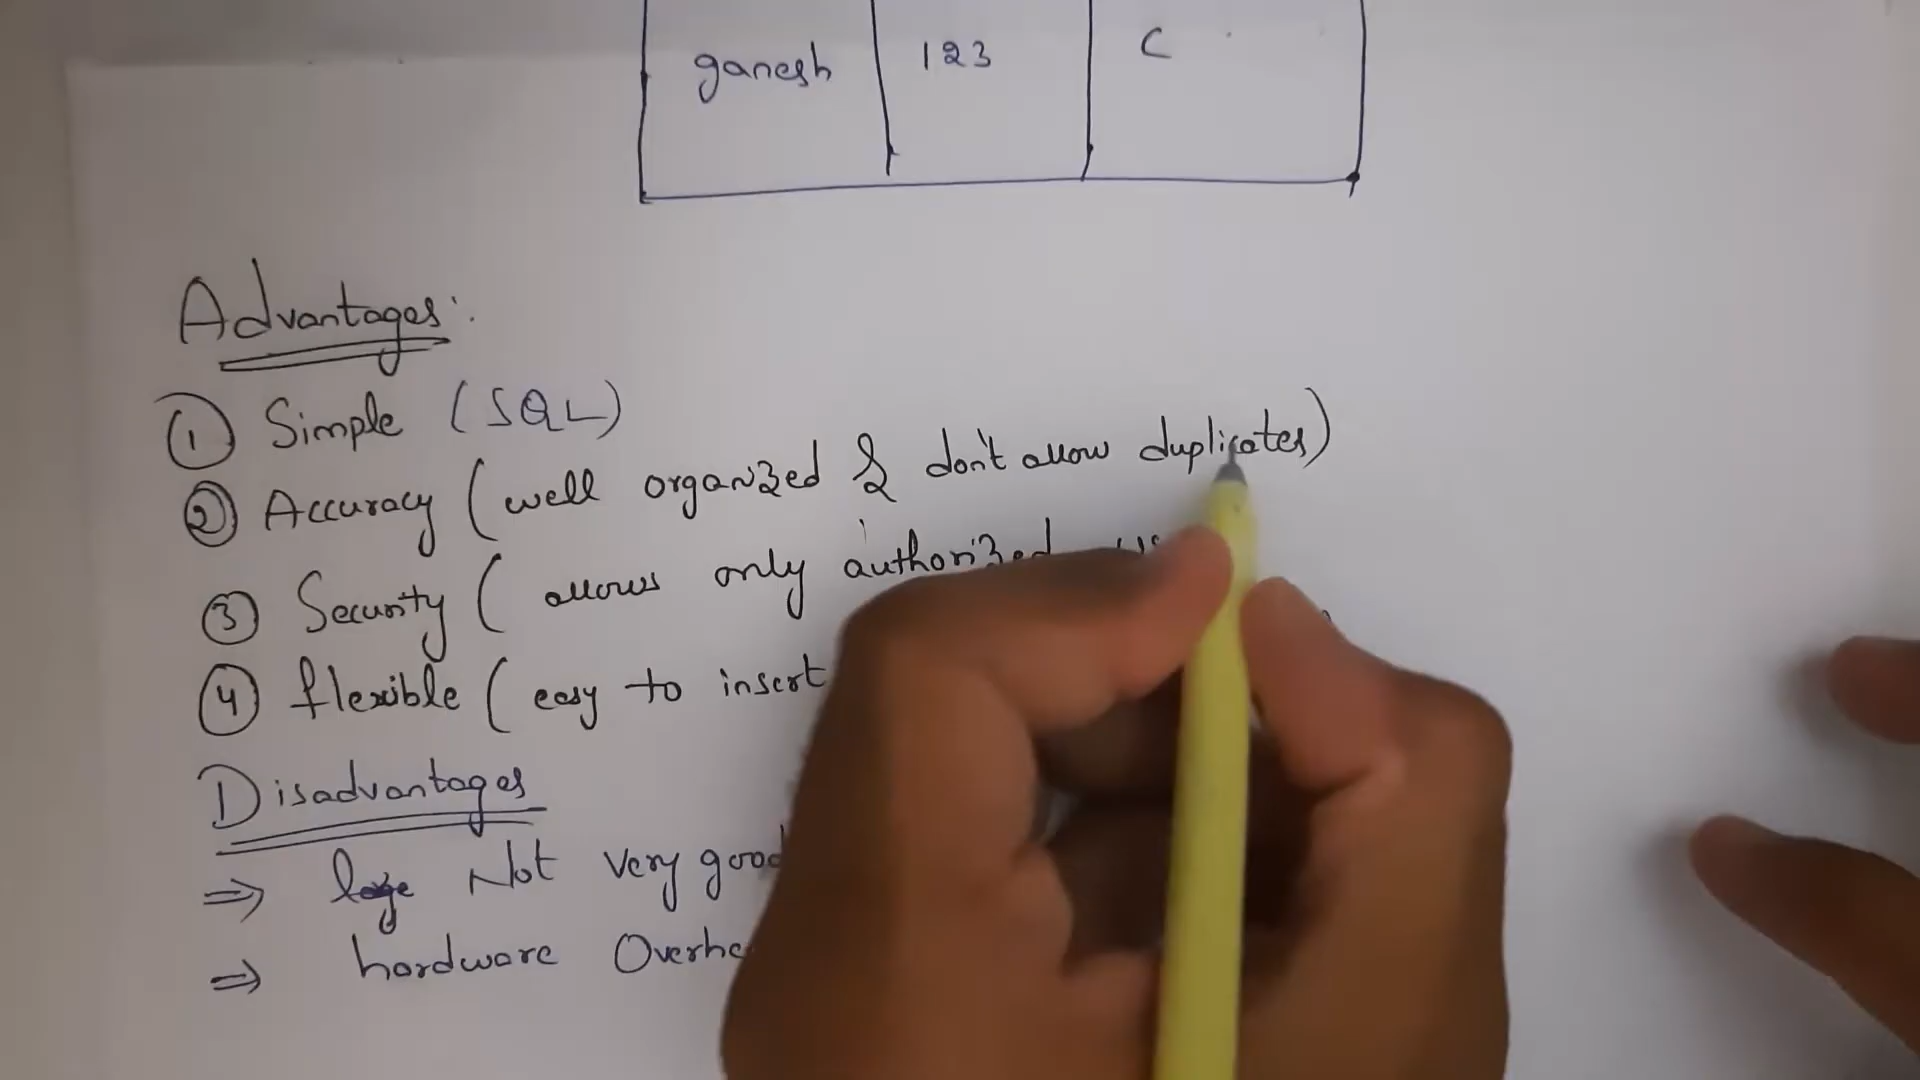 ganesh 123 C
Advantages:
① Simple (SQL)
② Accuracy (well organized & don't allow duplicates)
③ Security (allows only authorized
④ flexible (easy to insert
Disadvantages
⇒ Not very good
⇒ hardware